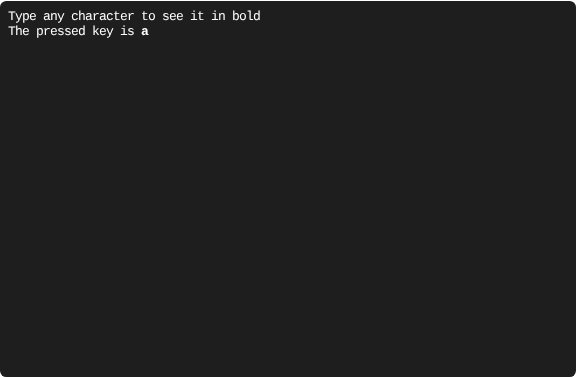 Type any character to see it in bold
The pressed key is a